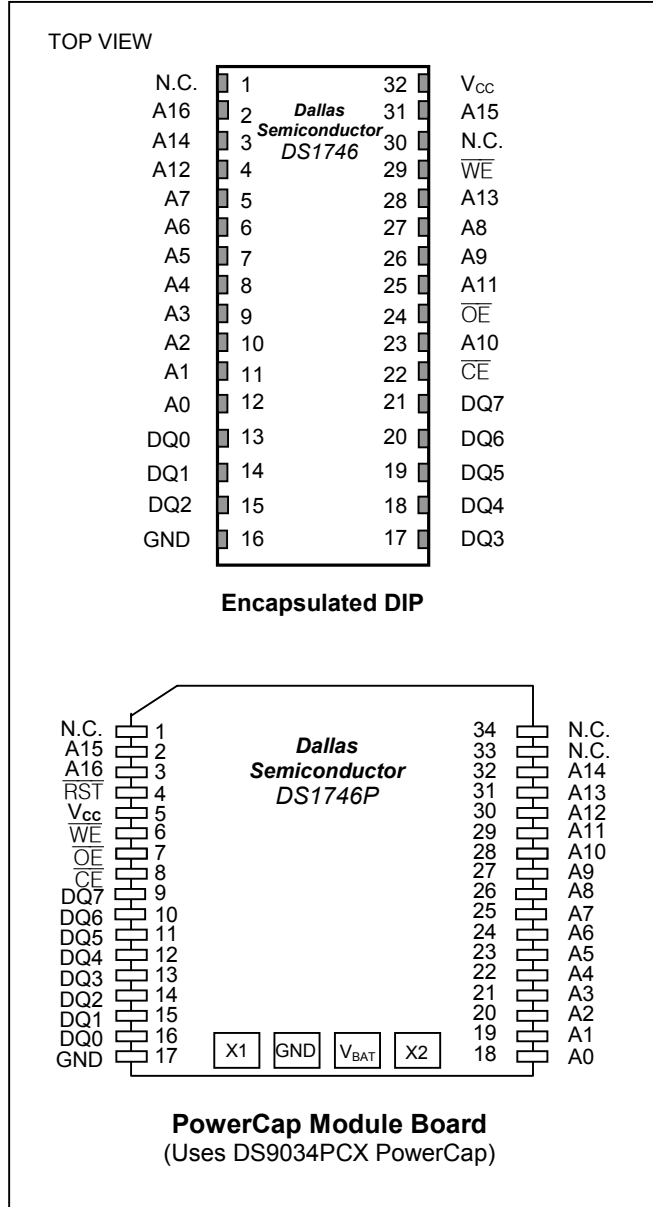 TOP VIEW
N.C. 1 32 VCC
A16 2 Dallas 31 A15
A14 3 Semiconductor 30 N.C.
A12 4 DS1746 29 W̅E̅
A7 5 28 A13
A6 6 27 A8
A5 7 26 A9
A4 8 25 A11
A3 9 24 O̅E̅
A2 10 23 A10
A1 11 22 C̅E̅
A0 12 21 DQ7
DQ0 13 20 DQ6
DQ1 14 19 DQ5
DQ2 15 18 DQ4
GND 16 17 DQ3
Encapsulated DIP
N.C. 1 34 N.C.
A15 2 Dallas 33 N.C.
A16 3 Semiconductor 32 A14
R̅S̅T̅ 4 DS1746P 31 A13
Vcc 5 30 A12
W̅E̅ 6 29 A11
O̅E̅ 7 28 A10
C̅E̅ 8 27 A9
DQ7 9 26 A8
DQ6 10 25 A7
DQ5 11 24 A6
DQ4 12 23 A5
DQ3 13 22 A4
DQ2 14 21 A3
DQ1 15 20 A2
DQ0 16 19 A1
GND 17 X1 GND VBAT X2 18 A0
PowerCap Module Board
(Uses DS9034PCX PowerCap)